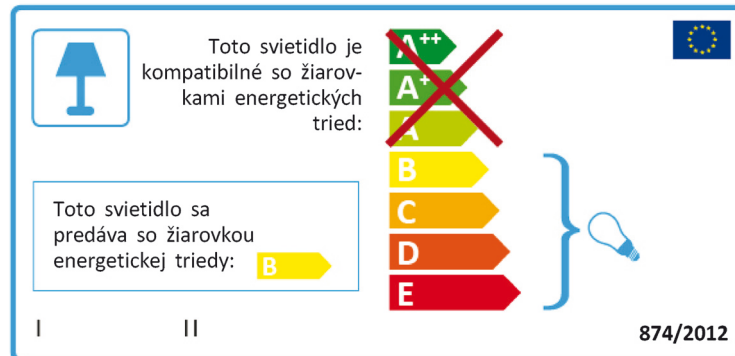 Toto svietidlo je
kompatibilné so žiarov-
kami energetických
tried:
A++
A+
A
B
C
D
E
Toto svietidlo sa
predáva so žiarovkou
energetickej triedy: B
I II
874/2012